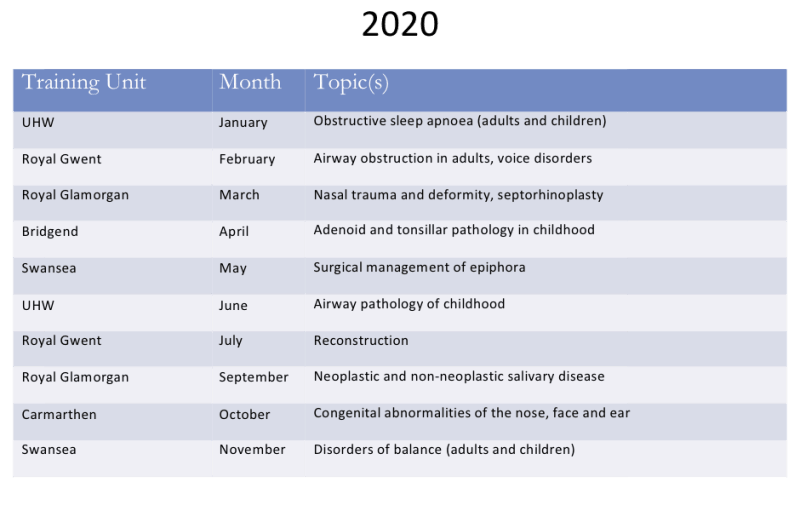 2020
Training Unit Month Topic(s)
UHW January Obstructive sleep apnoea (adults and children)
Royal Gwent February Airway obstruction in adults, voice disorders
Royal Glamorgan March Nasal trauma and deformity, septorhinoplasty
Bridgend April Adenoid and tonsillar pathology in childhood
Swansea May Surgical management of epiphora
UHW June Airway pathology of childhood
Royal Gwent July Reconstruction
Royal Glamorgan September Neoplastic and non-neoplastic salivary disease
Carmarthen October Congenital abnormalities of the nose, face and ear
Swansea November Disorders of balance (adults and children)